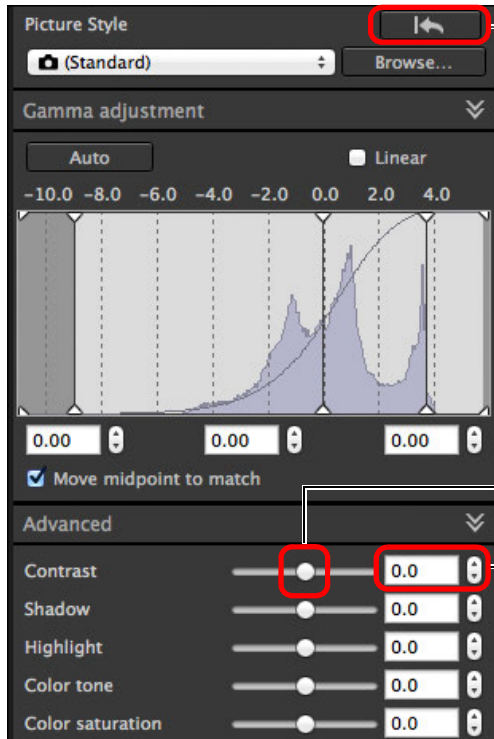 Picture Style
(Standard)
Browse...
Gamma adjustment
Auto
Linear
-10.0 -8.0 -6.0 -4.0 -2.0 0.0 2.0 4.0
0.00 0.00 0.00
Move midpoint to match
Advanced
Contrast 0.0
Shadow 0.0
Highlight 0.0
Color tone 0.0
Color saturation 0.0